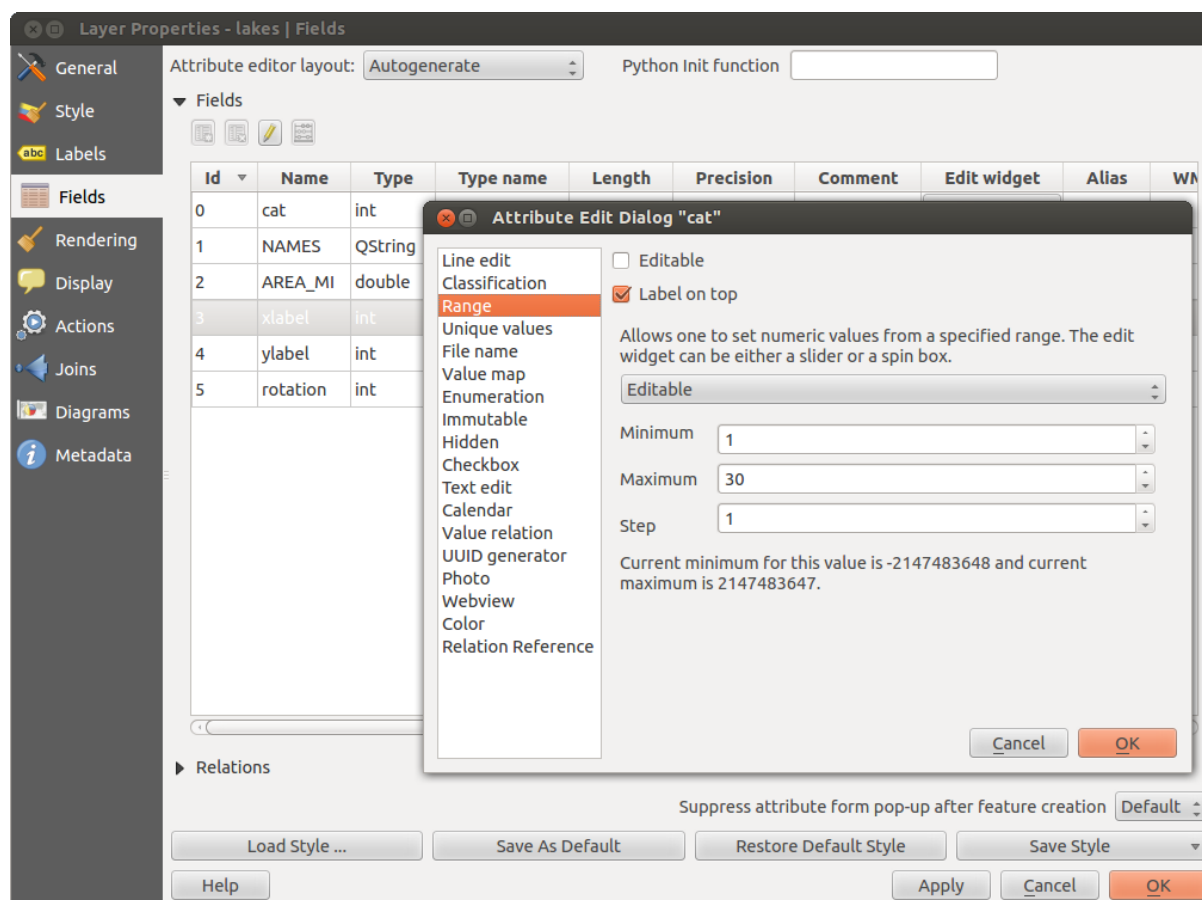 Layer Properties - lakes | Fields
General
Style
abc Labels
Fields
Rendering
Display
Actions
Joins
Diagrams
Metadata
Attribute editor layout: Autogenerate Python Init function
Fields
Id Name Type Type name Length Precision Comment Edit widget Alias WM
0 cat int
1 NAMES QString
2 AREA_MI double
3 xlabel int
4 ylabel int
5 rotation int
Attribute Edit Dialog "cat"
Line edit
Classification
Range
Unique values
File name
Value map
Enumeration
Immutable
Hidden
Checkbox
Text edit
Calendar
Value relation
UUID generator
Photo
Webview
Color
Relation Reference
Editable
Label on top
Allows one to set numeric values from a specified range. The edit
widget can be either a slider or a spin box.
Editable
Minimum 1
Maximum 30
Step 1
Current minimum for this value is -2147483648 and current
maximum is 2147483647.
Cancel OK
Relations
Suppress attribute form pop-up after feature creation Default
Load Style ... Save As Default Restore Default Style Save Style
Help Apply Cancel OK